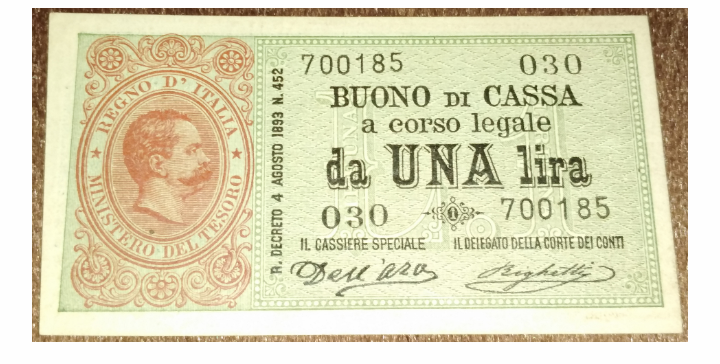 REGNO D' ITALIA
MINISTERO DEL TESORO
R. DECRETO 4 AGOSTO 1893 N. 452
700185 030
BUONO DI CASSA
a corso legale
da UNA lira
030 1 700185
IL CASSIERE SPECIALE IL DELEGATO DELLA CORTE DEI CONTI
Dell'Ara Righetti